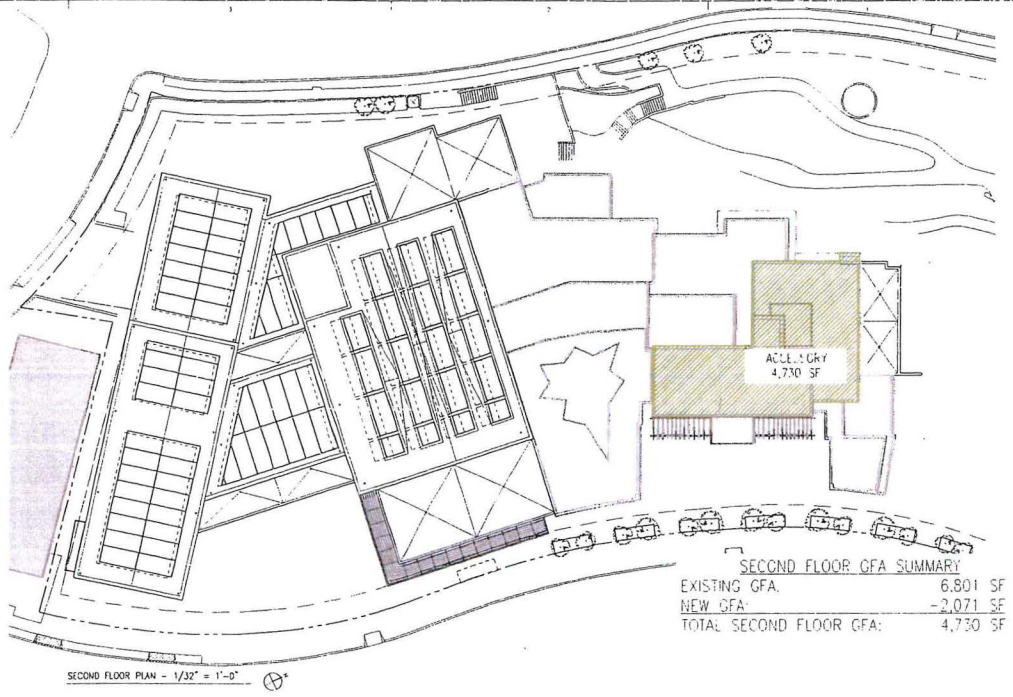 ACCESSORY
4,730 SF
SECOND FLOOR GFA SUMMARY
EXISTING GFA: 6,801 SF
NEW GFA: -2,071 SF
TOTAL SECOND FLOOR GFA: 4,730 SF
SECOND FLOOR PLAN - 1/32" = 1'-0"